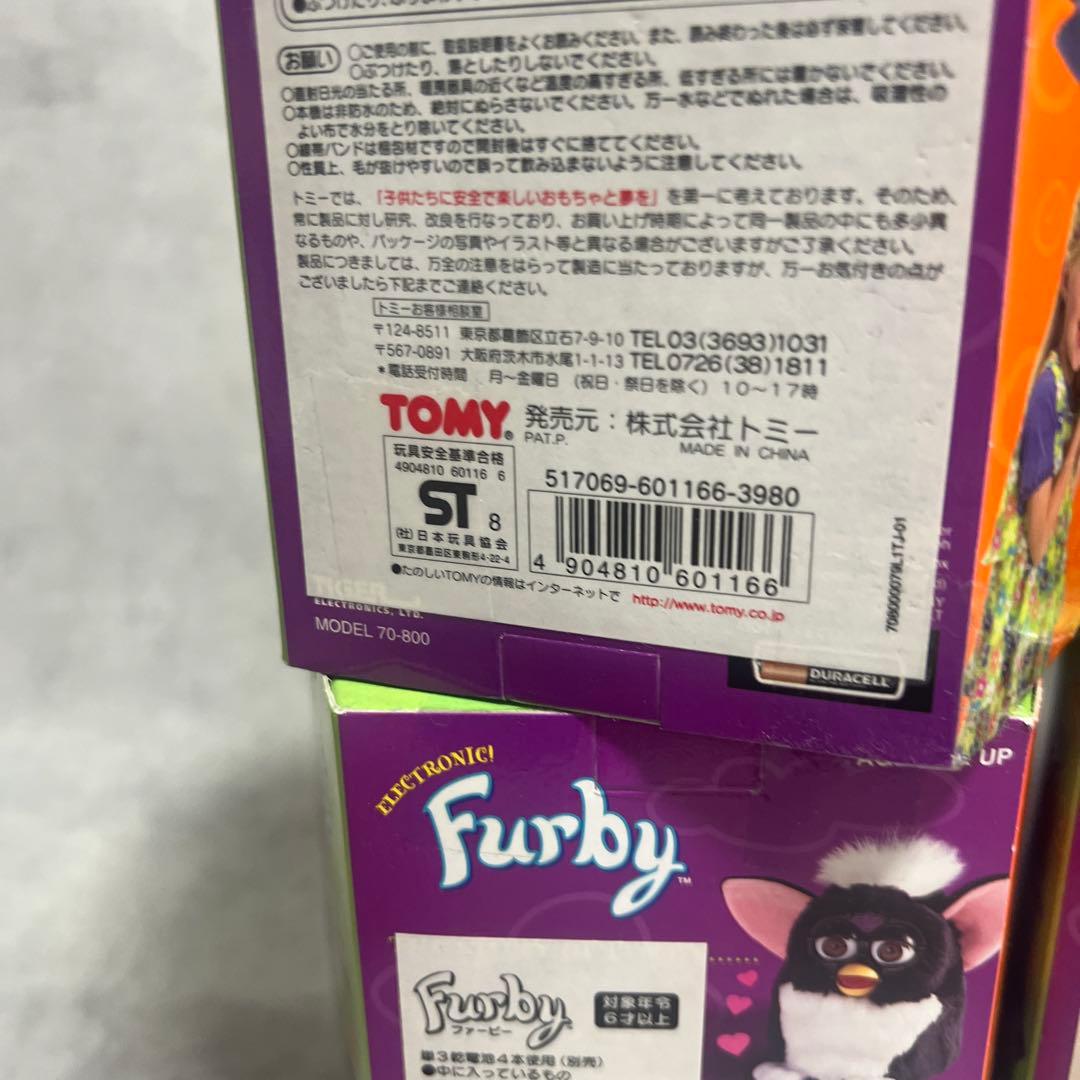 お願い
○ご使用の前に、取扱説明書をよくお読みください。また、読み終わった後は必ず保管してください。
○ぶつけたり、落としたりしないでください。
○直射日光の当たる所、暖房器具の近くなど温度の高すぎる所、低すぎる所には置かないでください。
○本機は非防水のため、絶対にぬらさないでください。万一水などでぬれた場合は、吸湿性の
よい布で水分をとり除いてください。
○結帯バンドは梱包材ですので開封後はすぐに捨ててください。
○性質上、毛が抜けやすいので誤って飲み込まないように注意してください。
トミーでは、「子供たちに安全で楽しいおもちゃと夢を」を第一に考えております。そのため、
常に製品に対し研究、改良を行なっており、お買い上げ時期によって同一製品の中にも多少異
なるものや、パッケージの写真やイラスト等と異なる場合がございますがご了承ください。
製品につきましては、万全の注意をはらって製造に当たっておりますが、万一お気付きの点が
ございましたら下記までご連絡ください。
トミーお客様相談室
〒124-8511 東京都葛飾区立石7-9-10 TEL03(3693)1031
〒567-0891 大阪府茨木市水尾1-1-13 TEL0726(38)1811
*電話受付時間 月～金曜日 (祝日・祭日を除く) 10～17時
TOMY® 発売元：株式会社トミー
PAT.P. MADE IN CHINA
玩具安全基準合格
4904810 60116 6
ST 8
(社)日本玩具協会
東京都墨田区東駒形4-22-4
517069-601166-3980
4 904810 601166
●たのしいTOMYの情報はインターネットで http://www.tomy.co.jp
TIGER
ELECTRONICS, LTD.
MODEL 70-800
DURACELL
ELECTRONIC!
Furby™
UP
Furby
ファービー
対象年令
6才以上
単3乾電池4本使用(別売)
●中に入っているもの